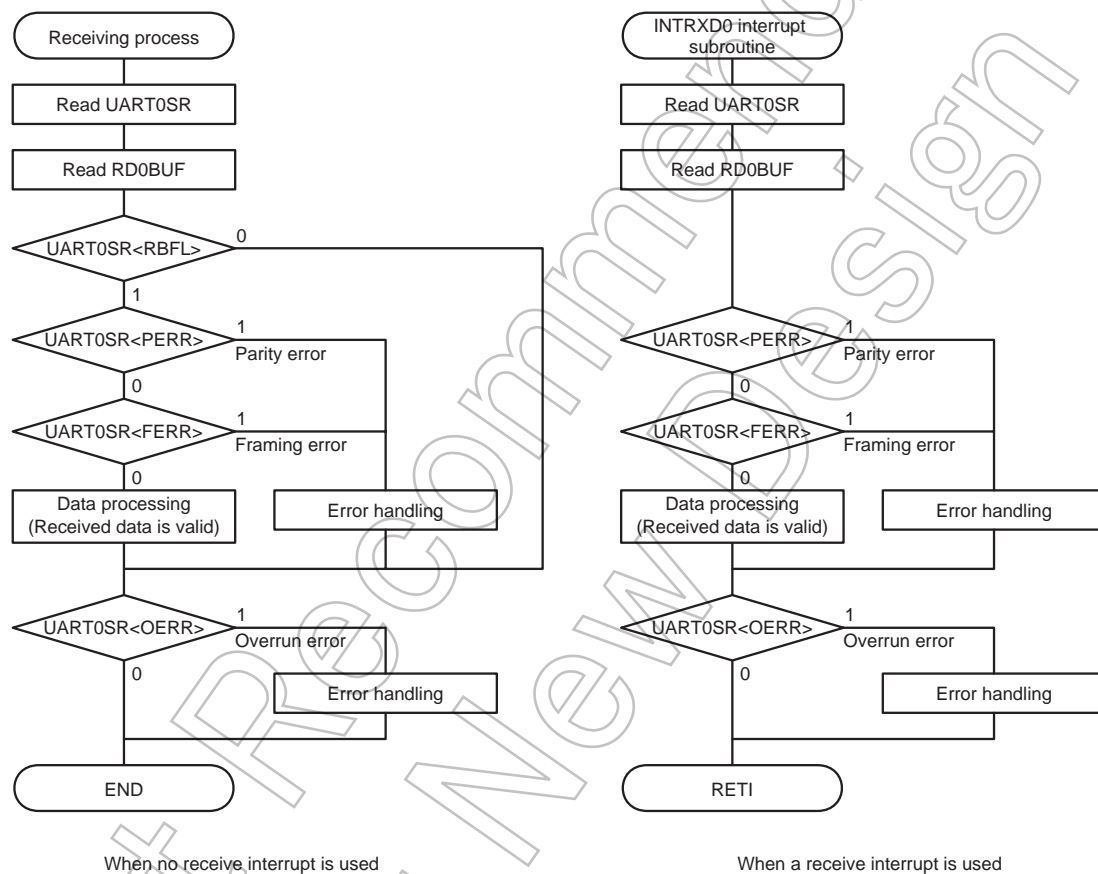 Receiving process
Read UART0SR
Read RD0BUF
UART0SR<RBFL>
0
1
UART0SR<PERR>
1
Parity error
0
UART0SR<FERR>
1
Framing error
0
Data processing
(Received data is valid)
Error handling
UART0SR<OERR>
1
Overrun error
0
Error handling
END
When no receive interrupt is used
INTRXD0 interrupt
subroutine
Read UART0SR
Read RD0BUF
UART0SR<PERR>
1
Parity error
0
UART0SR<FERR>
1
Framing error
0
Data processing
(Received data is valid)
Error handling
UART0SR<OERR>
1
Overrun error
0
Error handling
RETI
When a receive interrupt is used
Recommen
New Design